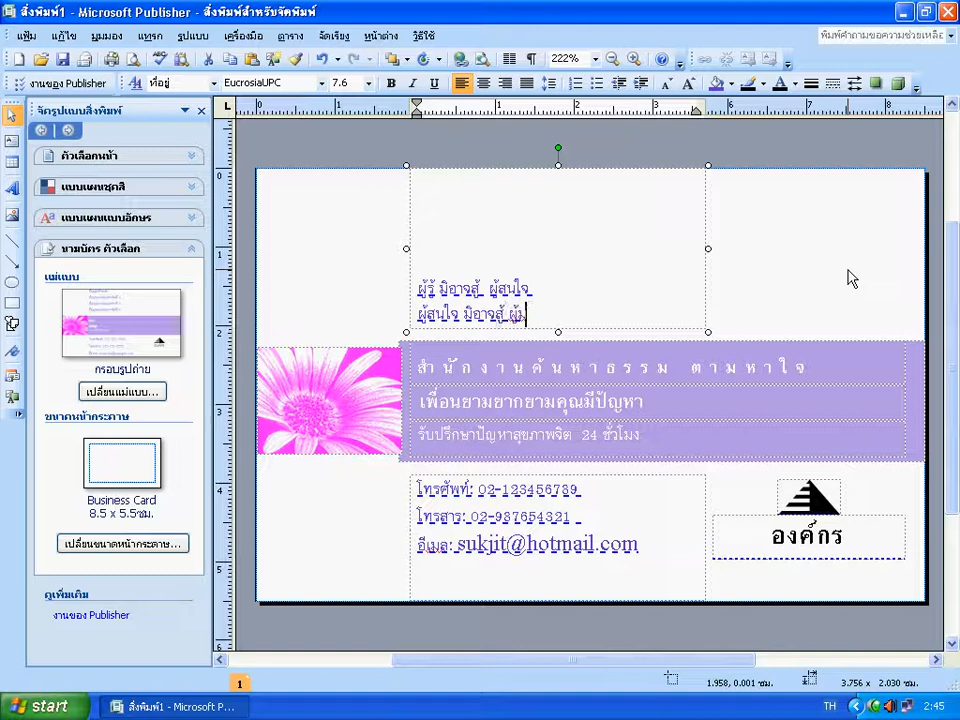 สิ่งพิมพ์1 - Microsoft Publisher - สิ่งพิมพ์สำหรับจัดพิมพ์
แฟ้ม แก้ไข มุมมอง แทรก รูปแบบ เครื่องมือ ตาราง จัดเรียง หน้าต่าง วิธีใช้ พิมพ์คำถามขอความช่วยเหลือ
222%
งานของ Publisher ที่อยู่ EucrosiaUPC 7.6 B I U
จัดรูปแบบสิ่งพิมพ์
ตัวเลือกหน้า
แบบแผนชุดสี
แบบแผนแบบอักษร
นามบัตร ตัวเลือก
แม่แบบ
กรอบรูปถ่าย
เปลี่ยนแม่แบบ...
ขนาดหน้ากระดาษ
Business Card
8.5 x 5.5ซม.
เปลี่ยนขนาดหน้ากระดาษ...
ดูเพิ่มเติม
งานของ Publisher
ผู้รู้ มิอาจสู้ ผู้สนใจ
ผู้สนใจ มิอาจสู้ ผู้ม
สำนักงานค้นหาธรรม ตามหาใจ
เพื่อนยามยากยามคุณมีปัญหา
รับปรึกษาปัญหาสุขภาพจิต 24 ชั่วโมง
โทรศัพท์: 02-123456789
โทรสาร: 02-987654321
อีเมล: sukjit@hotmail.com
องค์กร
1
1.958, 0.001 ซม. 3.756 x 2.030 ซม.
start สิ่งพิมพ์1 - Microsoft P... TH 2:45